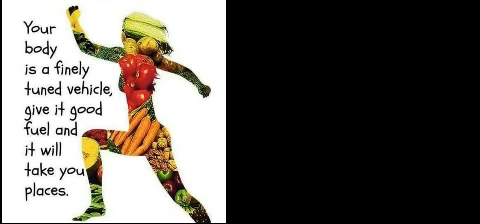 Your
body
is a finely
tuned vehicle,
give it good
fuel and
it will
take you
places.